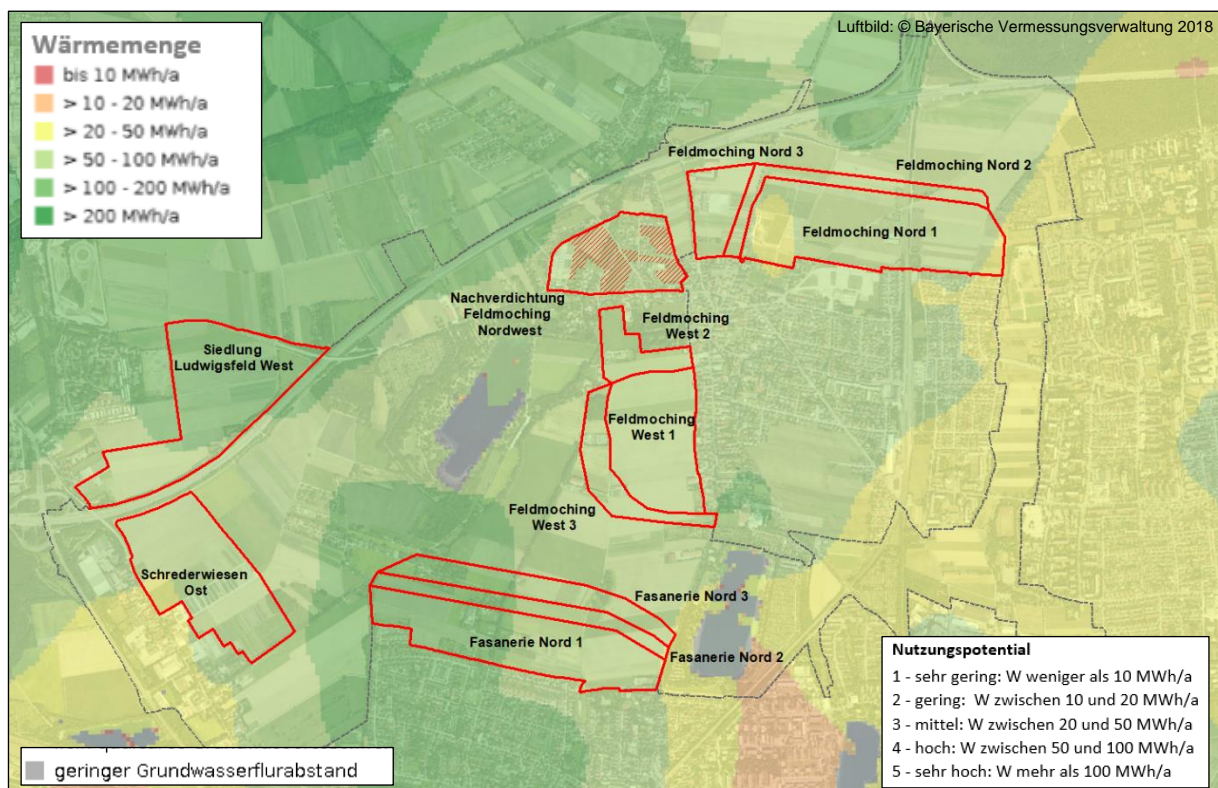 Luftbild: © Bayerische Vermessungsverwaltung 2018
Wärmemenge
bis 10 MWh/a
> 10 - 20 MWh/a
> 20 - 50 MWh/a
> 50 - 100 MWh/a
> 100 - 200 MWh/a
> 200 MWh/a
Feldmoching Nord 3
Feldmoching Nord 2
Feldmoching Nord 1
Nachverdichtung
Feldmoching
Nordwest
Feldmoching
West 2
Siedlung
Ludwigsfeld West
Feldmoching
West 1
Feldmoching
West 3
Schrederwiesen
Ost
Fasanerie Nord 3
Fasanerie Nord 1
Fasanerie Nord 2
Nutzungspotential
1 - sehr gering: W weniger als 10 MWh/a
2 - gering: W zwischen 10 und 20 MWh/a
3 - mittel: W zwischen 20 und 50 MWh/a
4 - hoch: W zwischen 50 und 100 MWh/a
5 - sehr hoch: W mehr als 100 MWh/a
geringer Grundwasserflurabstand